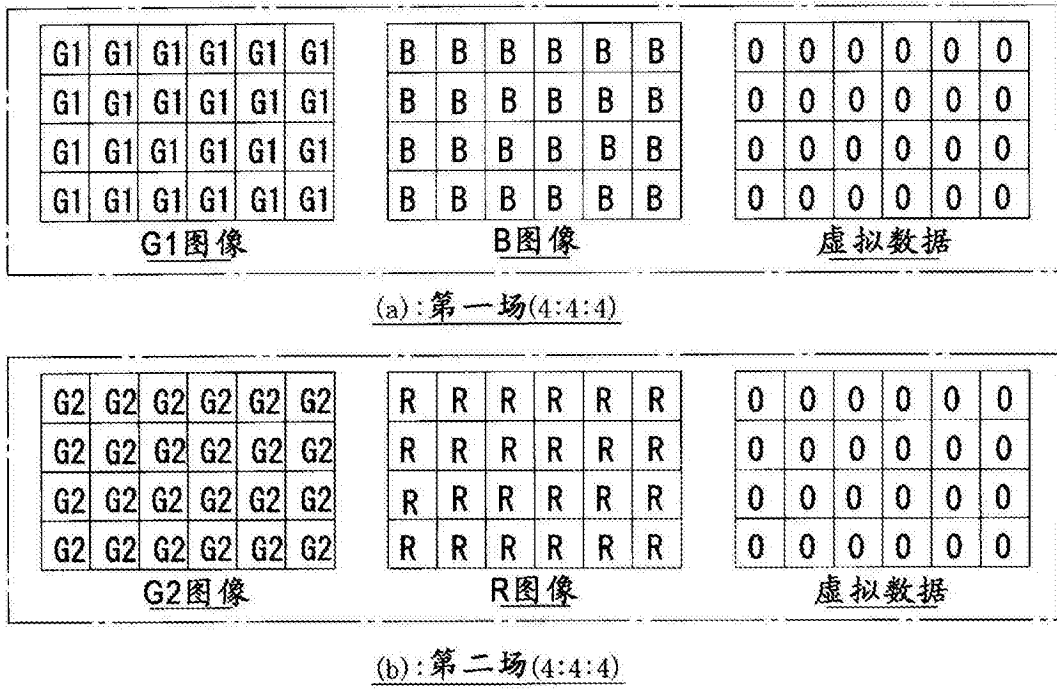 G1 G1 G1 G1 G1 G1 B B B B B B 0 0 0 0 0 0
G1 G1 G1 G1 G1 G1 B B B B B B 0 0 0 0 0 0
G1 G1 G1 G1 G1 G1 B B B B B B 0 0 0 0 0 0
G1 G1 G1 G1 G1 G1 B B B B B B 0 0 0 0 0 0
G1图像 B图像 虚拟数据
(a):第一场(4:4:4)
G2 G2 G2 G2 G2 G2 R R R R R R 0 0 0 0 0 0
G2 G2 G2 G2 G2 G2 R R R R R R 0 0 0 0 0 0
G2 G2 G2 G2 G2 G2 R R R R R R 0 0 0 0 0 0
G2 G2 G2 G2 G2 G2 R R R R R R 0 0 0 0 0 0
G2图像 R图像 虚拟数据
(b):第二场(4:4:4)